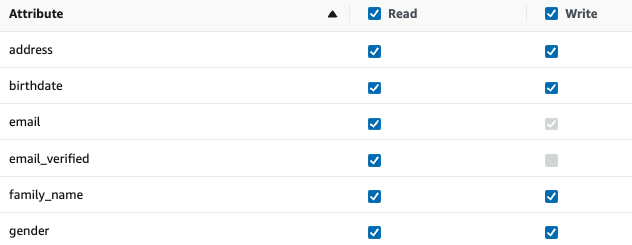 Attribute Read Write
address
birthdate
email
email_verified
family_name
gender